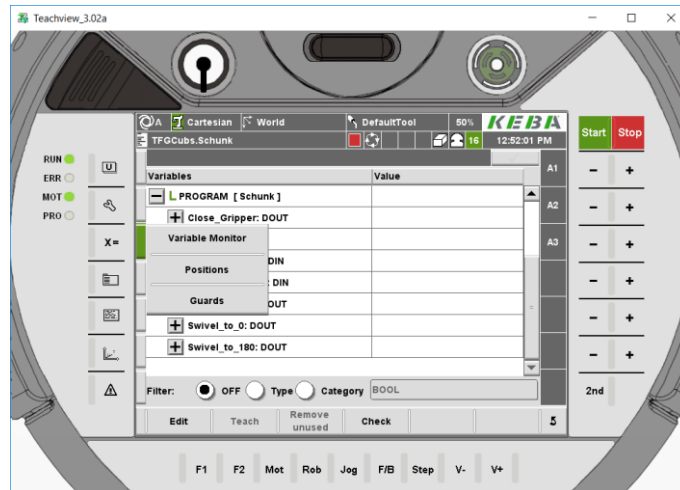 Teachview_3.02a
A Cartesian World DefaultTool 50% KEBA
TFGCubs.Schunk 16 12:52:01 PM
Start Stop
RUN
ERR
MOT
PRO
U
X=
Variables Value
L PROGRAM [ Schunk ]
Close_Gripper: DOUT
Variable Monitor
Positions
Guards
DIN
: DIN
OUT
Swivel_to_0: DOUT
Swivel_to_180: DOUT
A1
A2
A3
- +
- +
- +
- +
- +
- +
2nd
Filter: OFF Type Category BOOL
Edit Teach Remove unused Check 5
F1 F2 Mot Rob Jog F/B Step V- V+